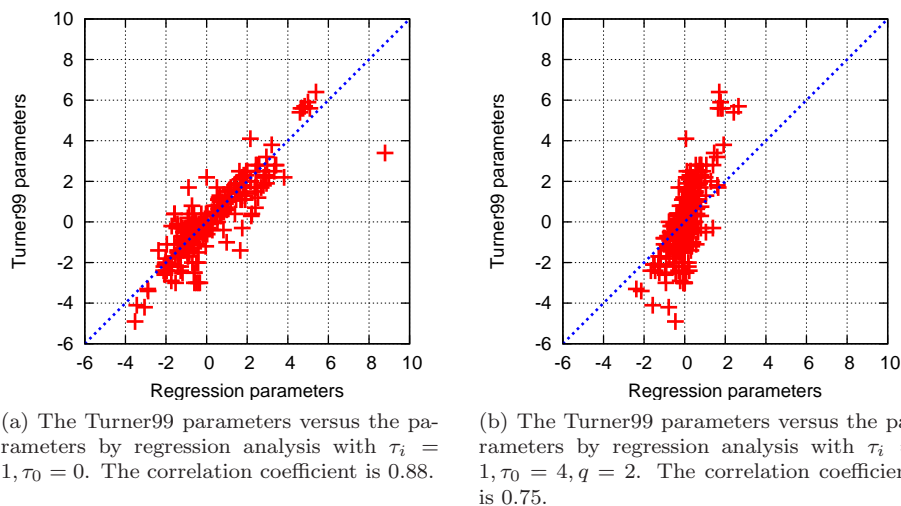 10
8
6
4
2
0
-2
-4
-6
Turner99 parameters
-6 -4 -2 0 2 4 6 8 10
Regression parameters
(a) The Turner99 parameters versus the pa-
rameters by regression analysis with τᵢ =
1, τ₀ = 0. The correlation coefficient is 0.88.
10
8
6
4
2
0
-2
-4
-6
Turner99 parameters
-6 -4 -2 0 2 4 6 8 10
Regression parameters
(b) The Turner99 parameters versus the pa
rameters by regression analysis with τᵢ =
1, τ₀ = 4, q = 2. The correlation coefficien
is 0.75.